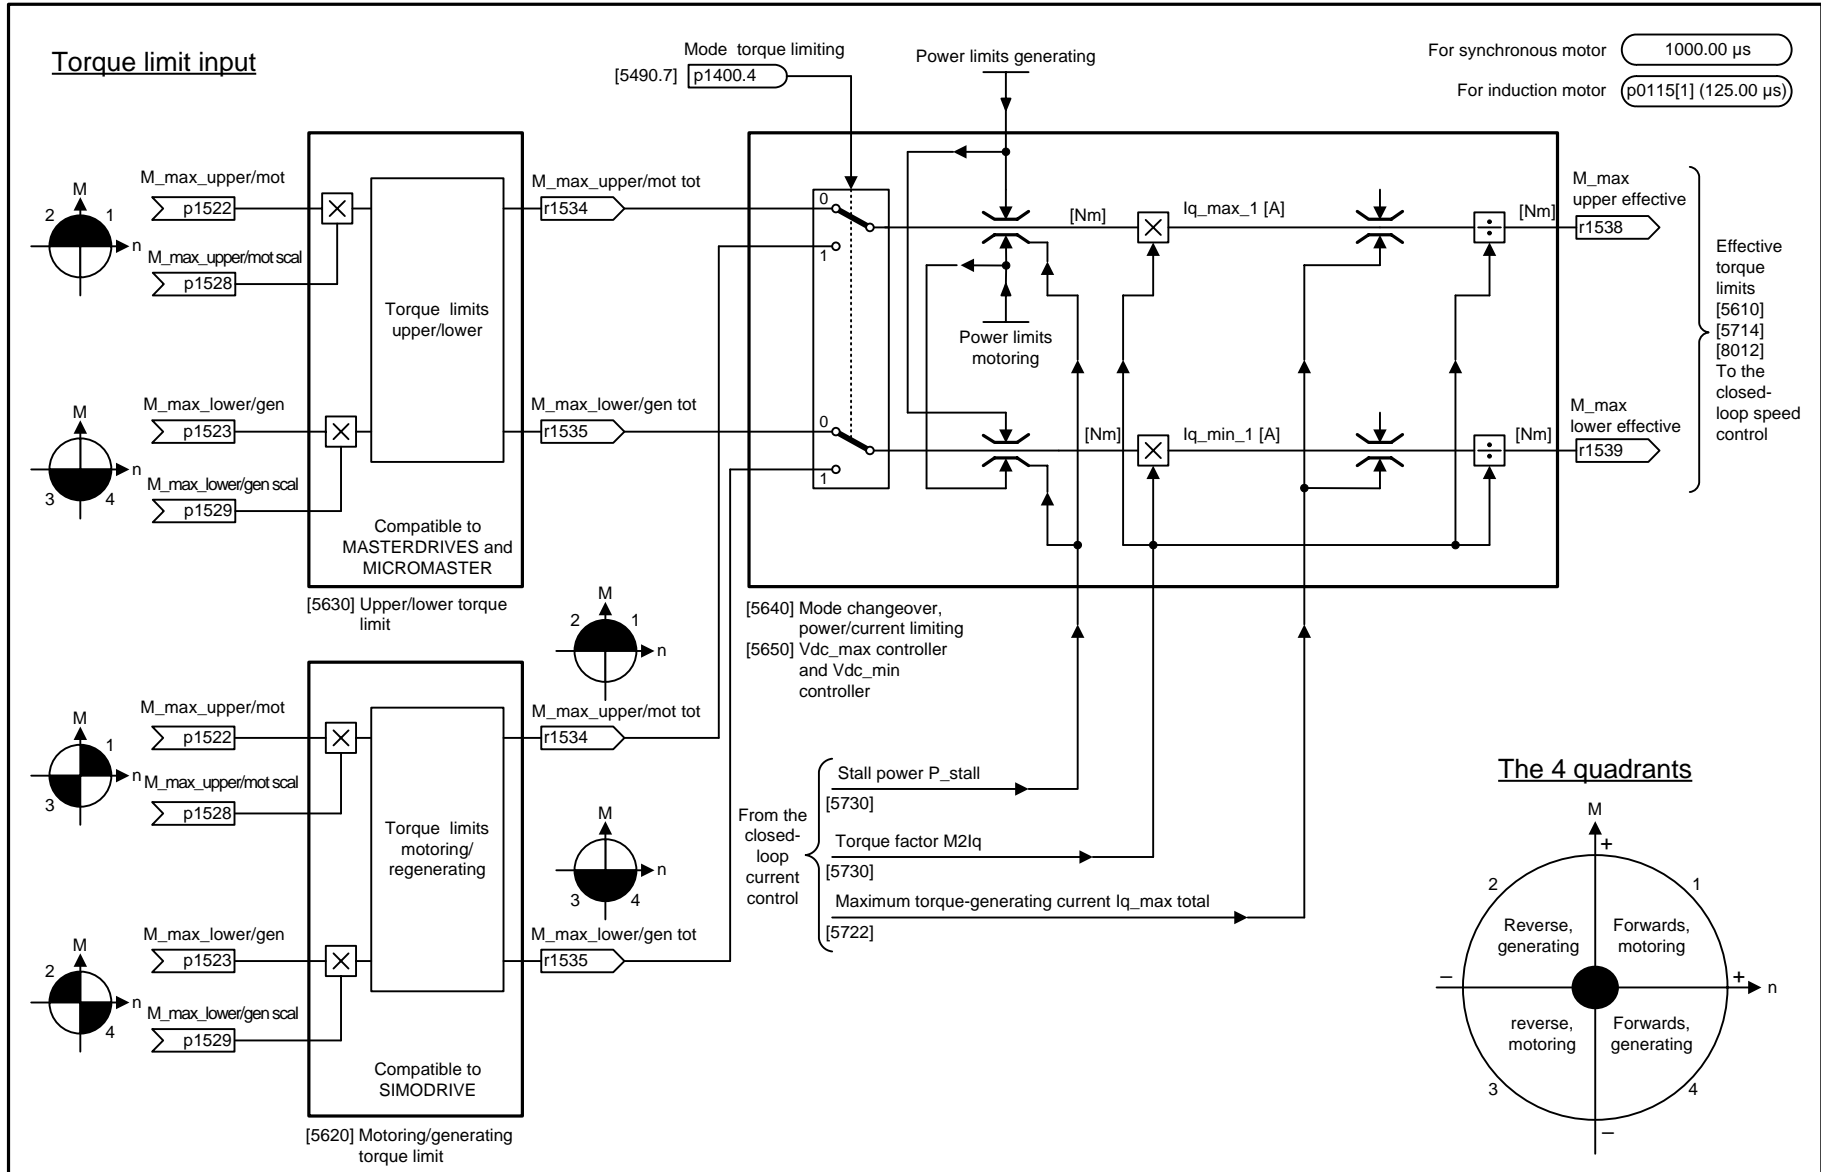 Torque limit input
Mode torque limiting
[5490.7] p1400.4
Power limits generating
For synchronous motor 1000.00 µs
For induction motor p0115[1] (125.00 µs)
M
2 1
n
M_max_upper/mot
p1522
M_max_upper/mot scal
p1528
Torque limits
upper/lower
M_max_upper/mot tot
r1534
0
1
[Nm]
Iq_max_1 [A]
[Nm]
M_max
upper effective
r1538
Power limits
motoring
M
n
3 4
M_max_lower/gen
p1523
M_max_lower/gen scal
p1529
M_max_lower/gen tot
r1535
0
1
[Nm]
Iq_min_1 [A]
[Nm]
M_max
lower effective
r1539
Effective
torque
limits
[5610]
[5714]
[8012]
To the
closed-
loop speed
control
Compatible to
MASTERDRIVES and
MICROMASTER
[5630] Upper/lower torque
limit
[5640] Mode changeover,
power/current limiting
[5650] Vdc_max controller
and Vdc_min
controller
M
2 1
n
M
1
n
3
M_max_upper/mot
p1522
M_max_upper/mot scal
p1528
Torque limits
motoring/
regenerating
M_max_upper/mot tot
r1534
M
n
3 4
M
2
n
4
M_max_lower/gen
p1523
M_max_lower/gen scal
p1529
M_max_lower/gen tot
r1535
Compatible to
SIMODRIVE
[5620] Motoring/generating
torque limit
From the
closed-
loop
current
control
Stall power P_stall
[5730]
Torque factor M2Iq
[5730]
Maximum torque-generating current Iq_max total
[5722]
The 4 quadrants
M
+
2 1
Reverse,
generating
Forwards,
motoring
– + n
reverse,
motoring
Forwards,
generating
3 4
–